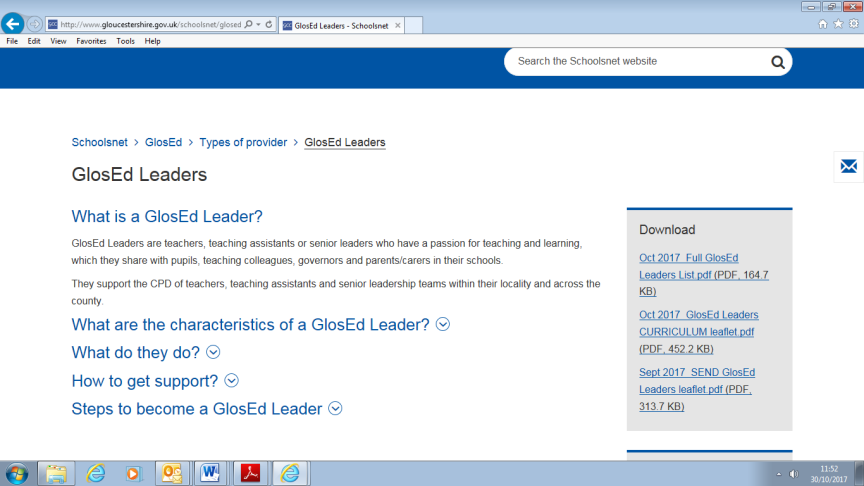 http://www.gloucestershire.gov.uk/schoolsnet/glosed
GlosEd Leaders - Schoolsnet
File Edit View Favorites Tools Help
Search the Schoolsnet website
Schoolsnet > GlosEd > Types of provider > GlosEd Leaders
GlosEd Leaders
What is a GlosEd Leader?
GlosEd Leaders are teachers, teaching assistants or senior leaders who have a passion for teaching and learning,
which they share with pupils, teaching colleagues, governors and parents/carers in their schools.
They support the CPD of teachers, teaching assistants and senior leadership teams within their locality and across the
county.
What are the characteristics of a GlosEd Leader?
What do they do?
How to get support?
Steps to become a GlosEd Leader
Download
Oct 2017 Full GlosEd
Leaders List.pdf (PDF, 164.7
KB)
Oct 2017 GlosEd Leaders
CURRICULUM leaflet.pdf
(PDF, 452.2 KB)
Sept 2017 SEND GlosEd
Leaders leaflet.pdf (PDF,
313.7 KB)
11:52
30/10/2017